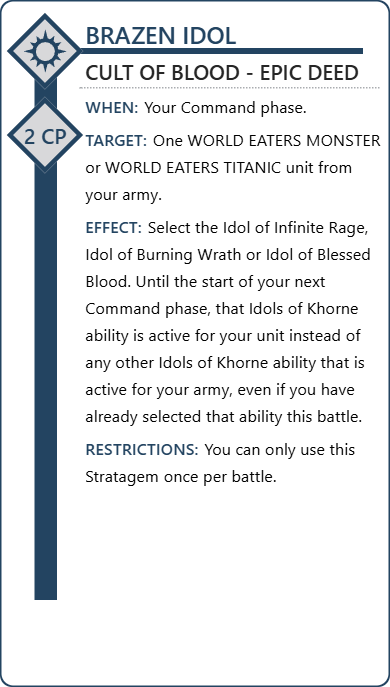 BRAZEN IDOL
CULT OF BLOOD - EPIC DEED
WHEN: Your Command phase.
2 CP
TARGET: One WORLD EATERS MONSTER
or WORLD EATERS TITANIC unit from
your army.
EFFECT: Select the Idol of Infinite Rage,
Idol of Burning Wrath or Idol of Blessed
Blood. Until the start of your next
Command phase, that Idols of Khorne
ability is active for your unit instead of
any other Idols of Khorne ability that is
active for your army, even if you have
already selected that ability this battle.
RESTRICTIONS: You can only use this
Stratagem once per battle.